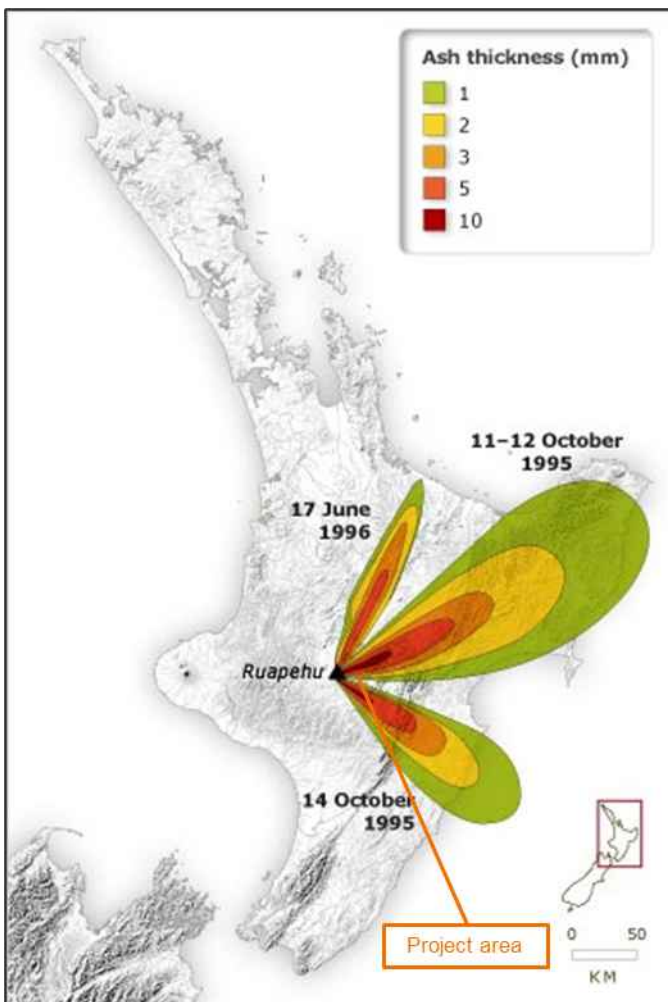 Ash thickness (mm)
1
2
3
5
10
11–12 October
1995
17 June
1996
Ruapehu
14 October
1995
Project area
0 50
KM